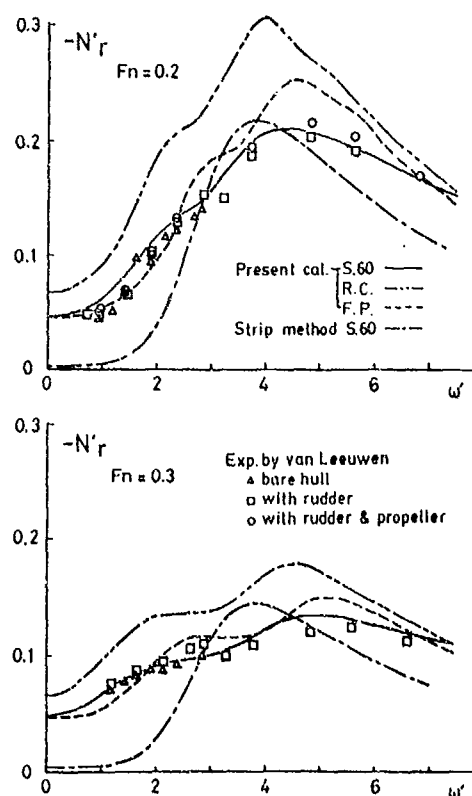 0.3
-N'r
Fn = 0.2
0.2
0.1
Present cal. S.60
R.C.
F.P.
Strip method S.60
0
0 2 4 6 ω'
0.3
-N'r
Fn = 0.3
Exp. by van Leeuwen
△ bare hull
□ with rudder
○ with rudder & propeller
0.2
0.1
0
0 2 4 6 ω'